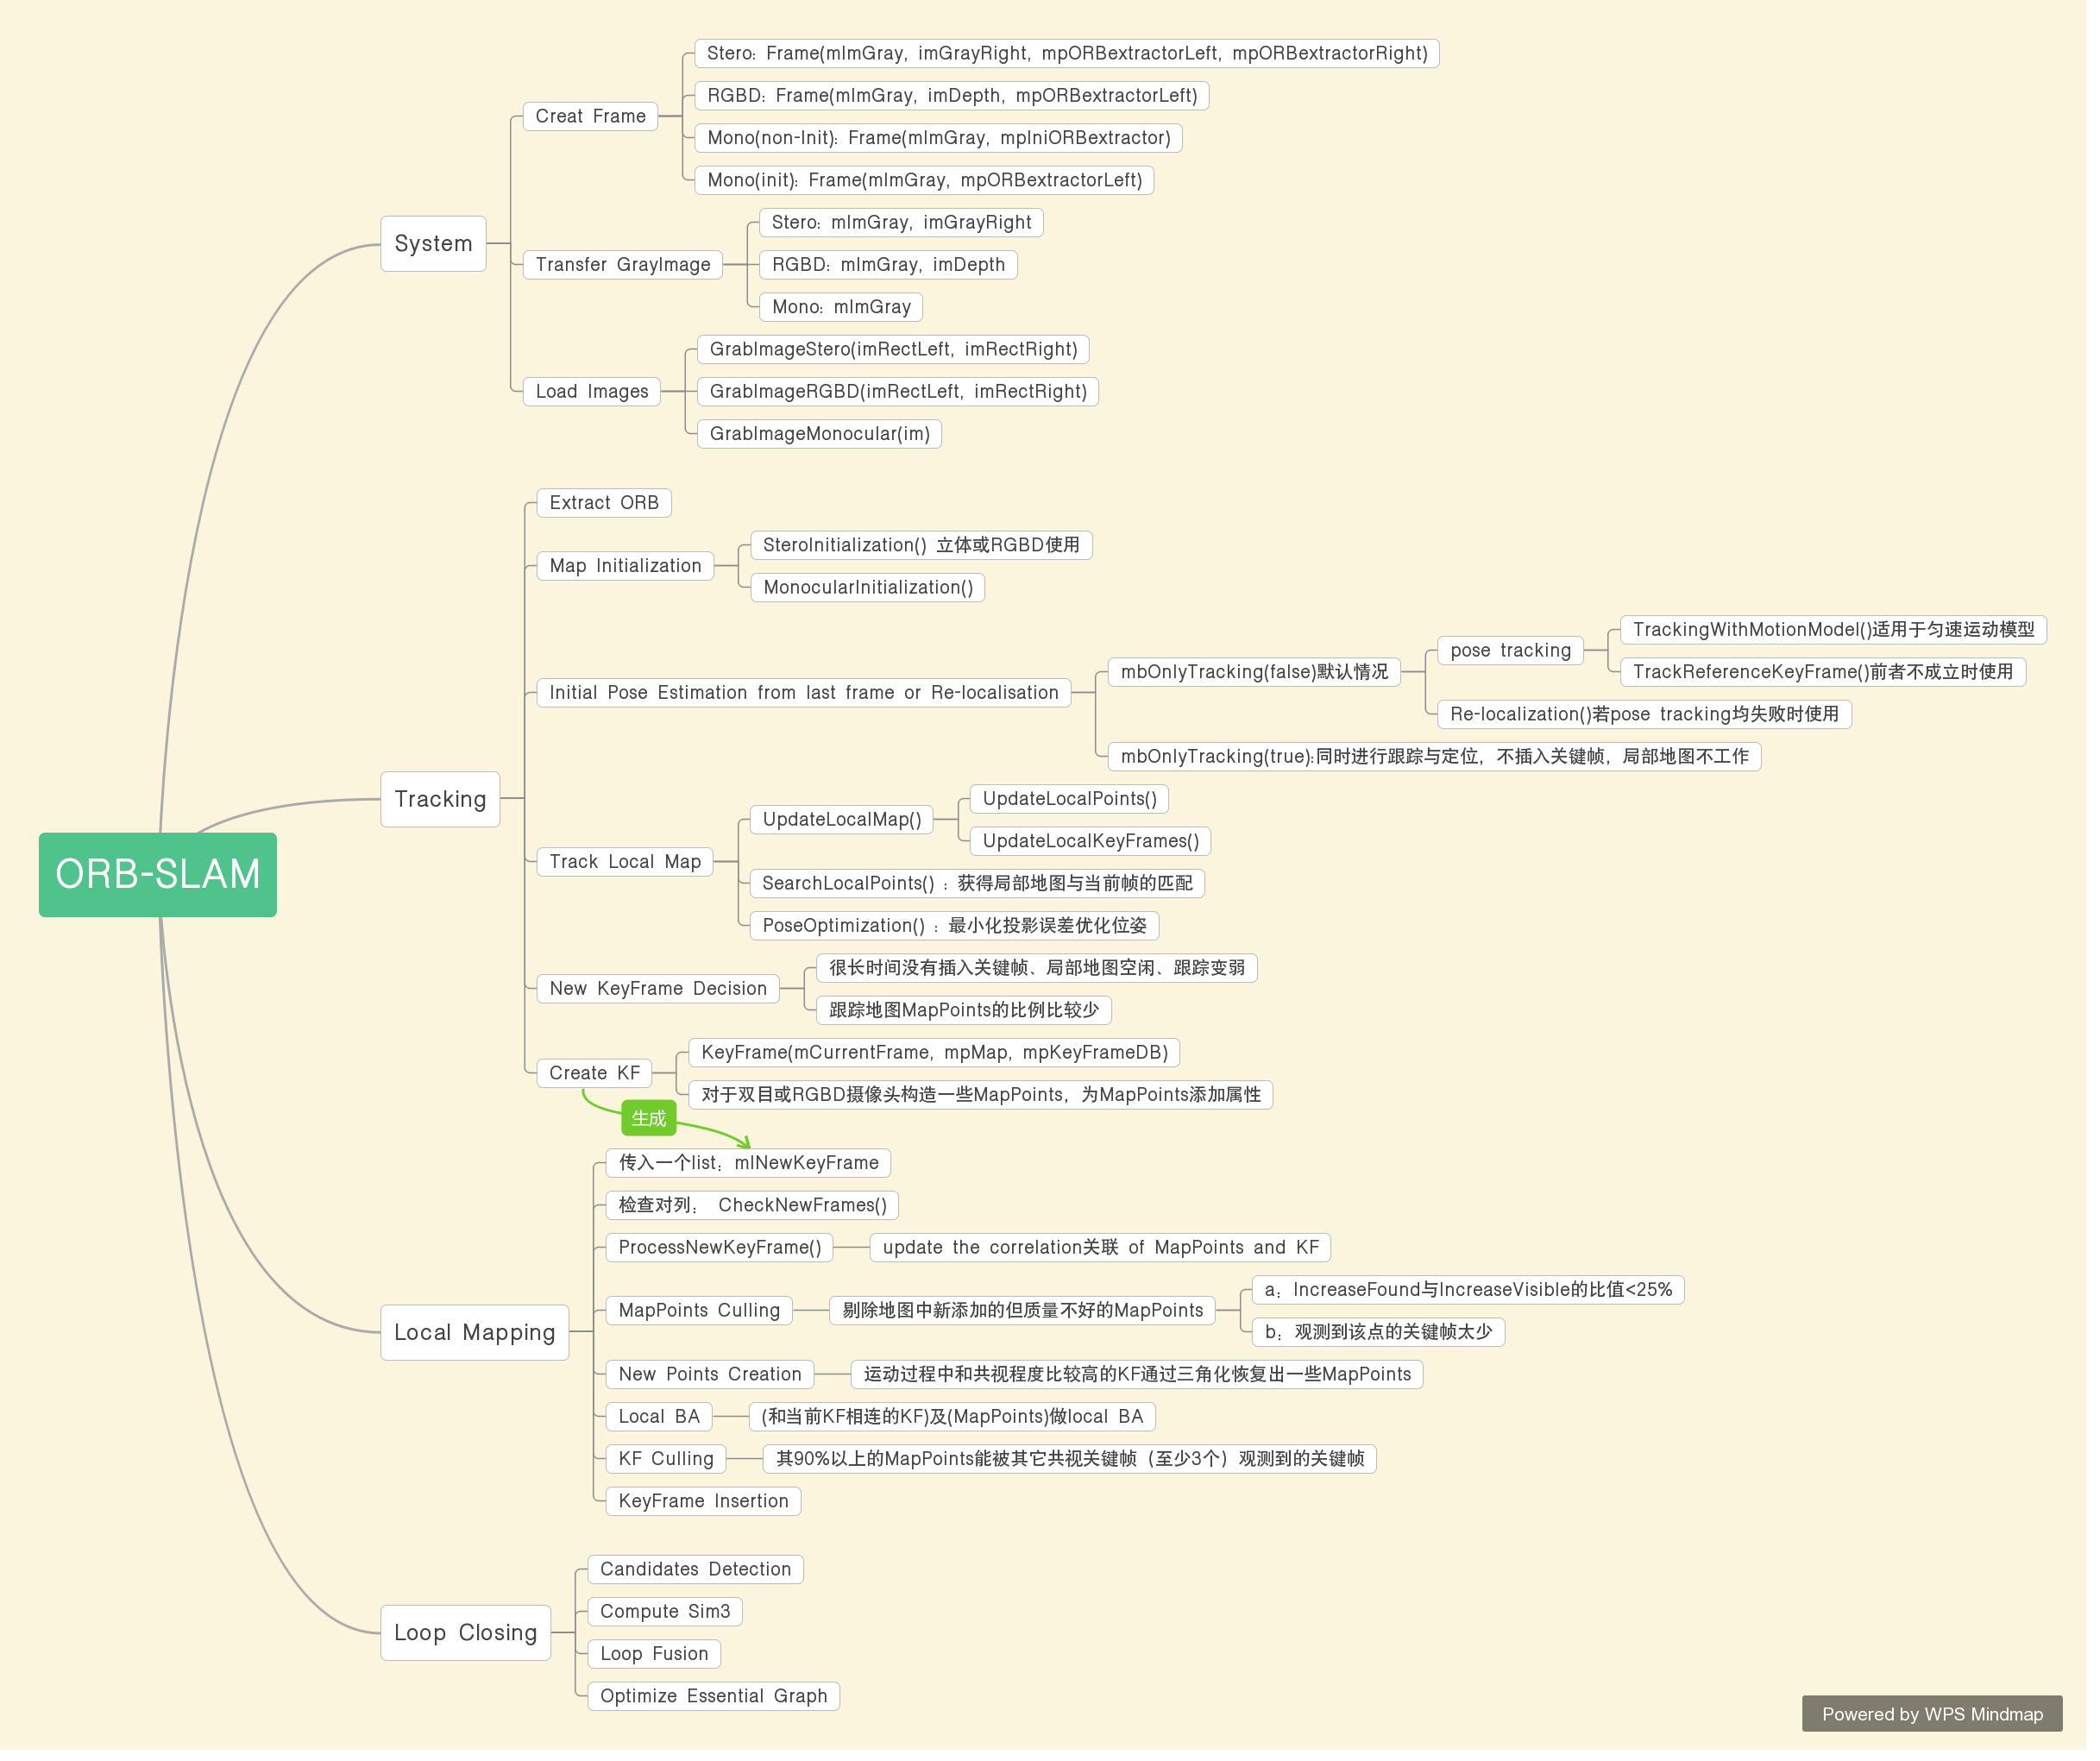 ORB-SLAM
System
Creat Frame
Stero: Frame(mImGray, imGrayRight, mpORBextractorLeft, mpORBextractorRight)
RGBD: Frame(mImGray, imDepth, mpORBextractorLeft)
Mono(non-Init): Frame(mImGray, mpIniORBextractor)
Mono(init): Frame(mImGray, mpORBextractorLeft)
Transfer GrayImage
Stero: mImGray, imGrayRight
RGBD: mImGray, imDepth
Mono: mImGray
Load Images
GrabImageStero(imRectLeft, imRectRight)
GrabImageRGBD(imRectLeft, imRectRight)
GrabImageMonocular(im)
Tracking
Extract ORB
Map Initialization
SteroInitialization() 立体或RGBD使用
MonocularInitialization()
Initial Pose Estimation from last frame or Re-localisation
mbOnlyTracking(false)默认情况
pose tracking
TrackingWithMotionModel()适用于匀速运动模型
TrackReferenceKeyFrame()前者不成立时使用
Re-localization()若pose tracking均失败时使用
mbOnlyTracking(true):同时进行跟踪与定位，不插入关键帧，局部地图不工作
Track Local Map
UpdateLocalMap()
UpdateLocalPoints()
UpdateLocalKeyFrames()
SearchLocalPoints()：获得局部地图与当前帧的匹配
PoseOptimization()：最小化投影误差优化位姿
New KeyFrame Decision
很长时间没有插入关键帧、局部地图空闲、跟踪变弱
跟踪地图MapPoints的比例比较少
Create KF
KeyFrame(mCurrentFrame, mpMap, mpKeyFrameDB)
对于双目或RGBD摄像头构造一些MapPoints，为MapPoints添加属性
生成
Local Mapping
传入一个list：mlNewKeyFrame
检查对列： CheckNewFrames()
ProcessNewKeyFrame()
update the correlation关联 of MapPoints and KF
MapPoints Culling
剔除地图中新添加的但质量不好的MapPoints
a：IncreaseFound与IncreaseVisible的比值<25%
b：观测到该点的关键帧太少
New Points Creation
运动过程中和共视程度比较高的KF通过三角化恢复出一些MapPoints
Local BA
(和当前KF相连的KF)及(MapPoints)做local BA
KF Culling
其90%以上的MapPoints能被其它共视关键帧（至少3个）观测到的关键帧
KeyFrame Insertion
Loop Closing
Candidates Detection
Compute Sim3
Loop Fusion
Optimize Essential Graph
Powered by WPS Mindmap